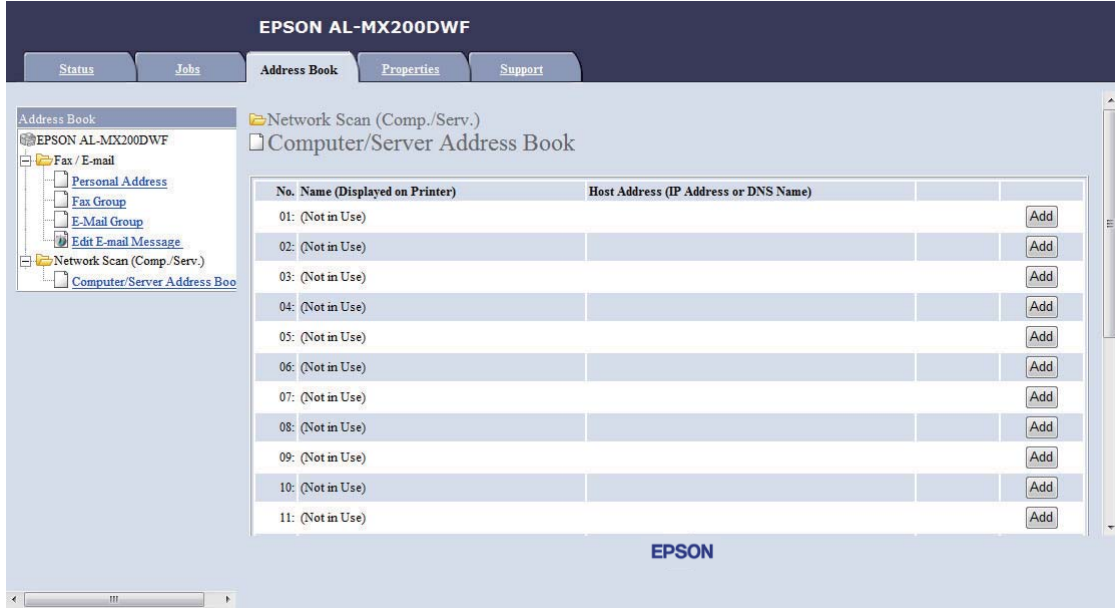 EPSON AL-MX200DWF
Status Jobs Address Book Properties Support
Address Book
EPSON AL-MX200DWF
Fax / E-mail
Personal Address
Fax Group
E-Mail Group
Edit E-mail Message
Network Scan (Comp./Serv.)
Computer/Server Address Boo
Network Scan (Comp./Serv.)
Computer/Server Address Book
No. Name (Displayed on Printer) Host Address (IP Address or DNS Name)
01: (Not in Use) Add
02: (Not in Use) Add
03: (Not in Use) Add
04: (Not in Use) Add
05: (Not in Use) Add
06: (Not in Use) Add
07: (Not in Use) Add
08: (Not in Use) Add
09: (Not in Use) Add
10: (Not in Use) Add
11: (Not in Use) Add
EPSON